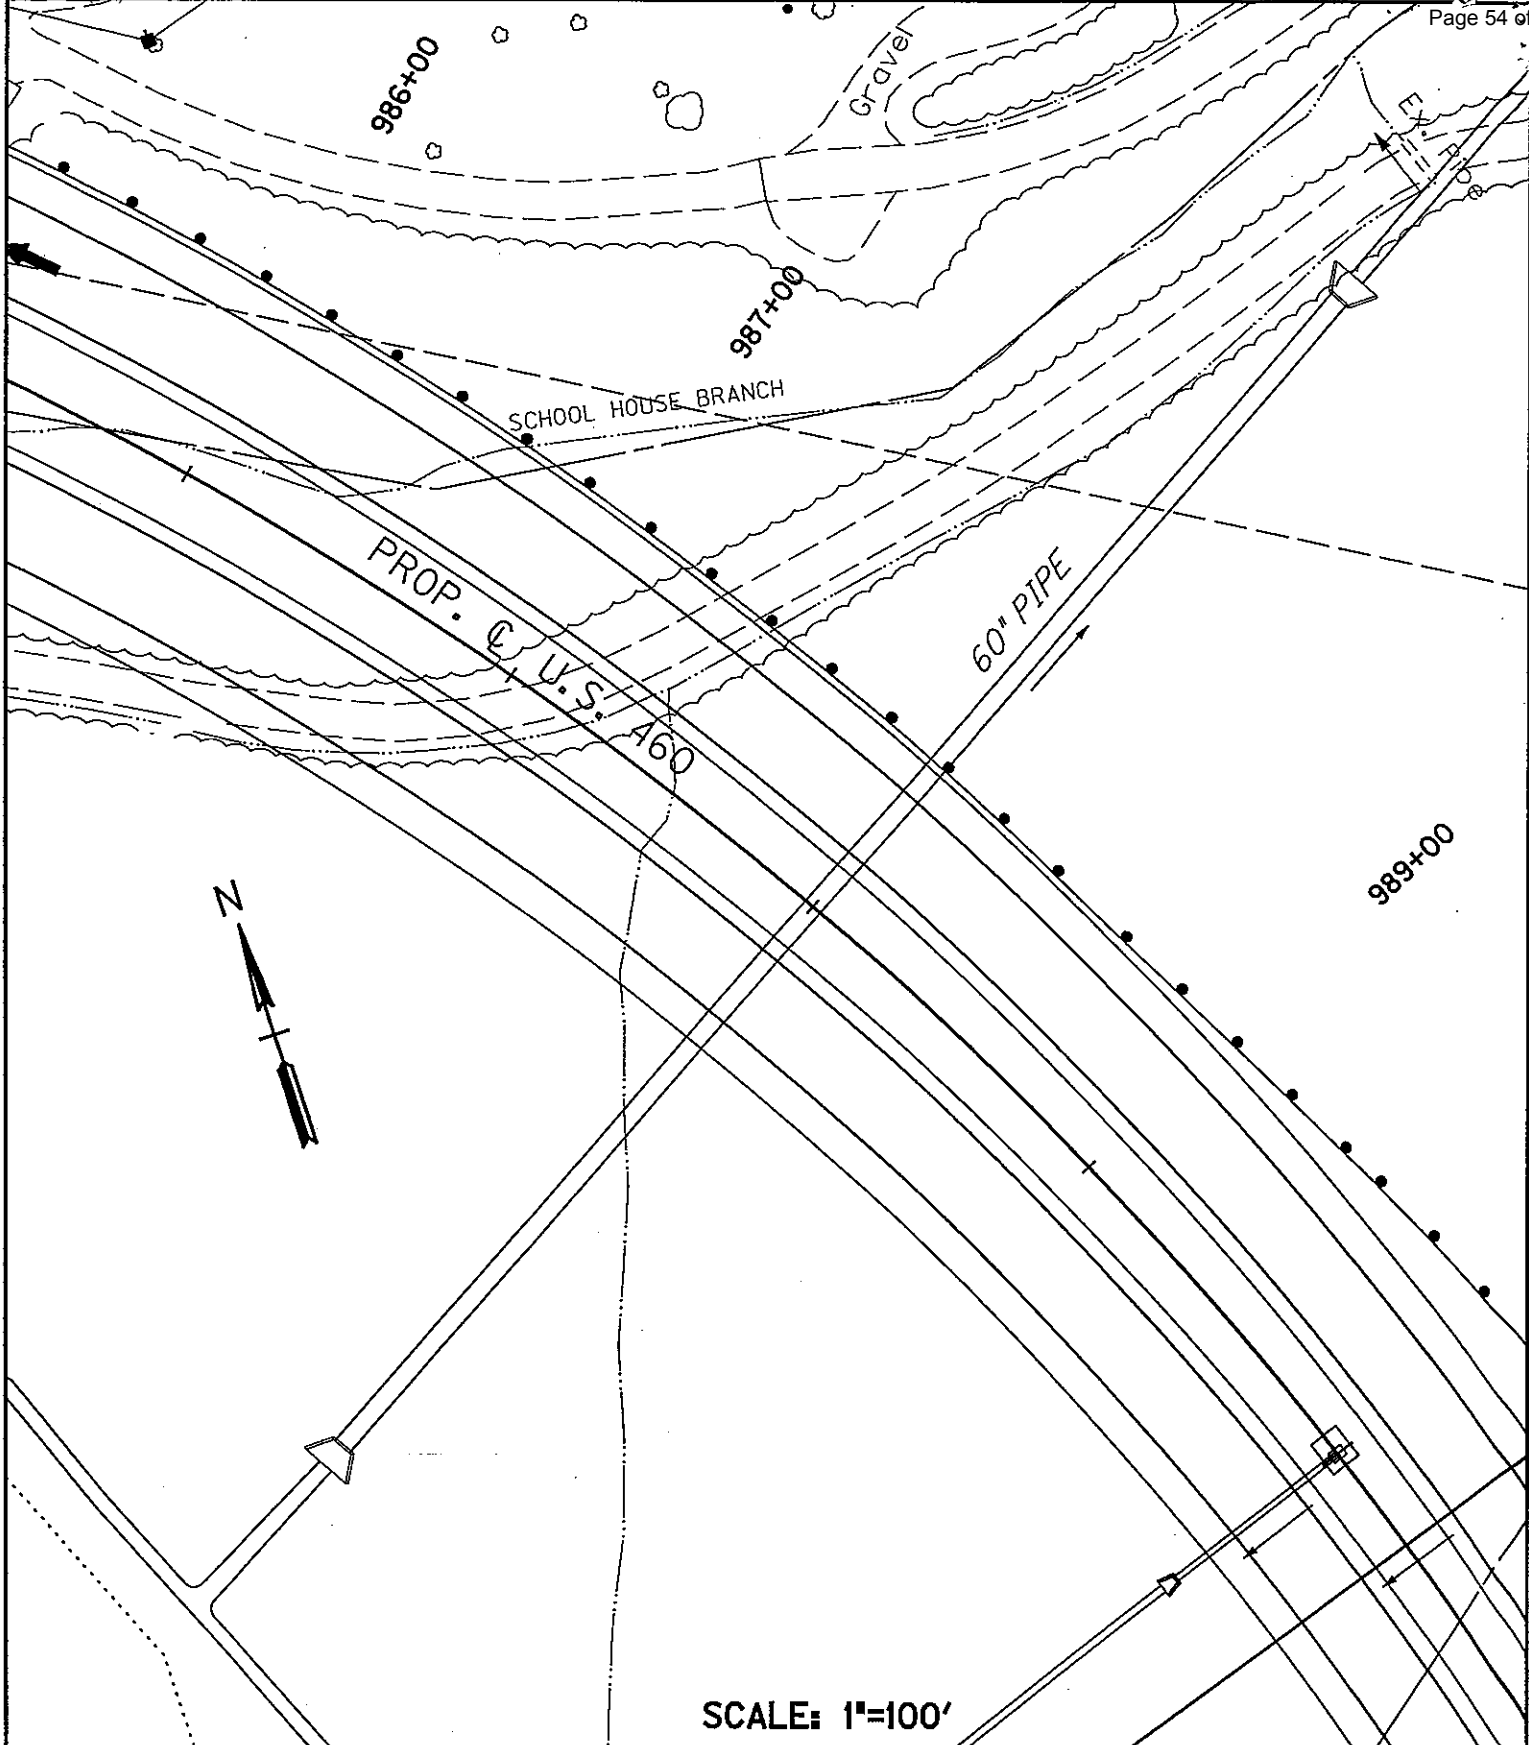 Page 54 of
986+00
Gravel
Ex. Pipe
987+00
SCHOOL HOUSE BRANCH
PROP. ℄ U.S. 460
60" PIPE
989+00
N
SCALE: 1"=100'